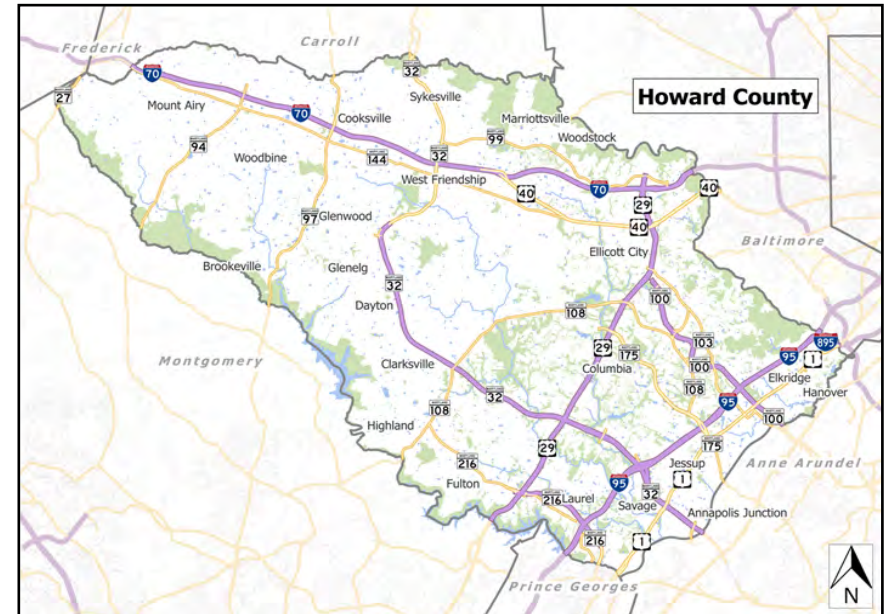 Carroll
Frederick
70
32
27
Howard County
Sykesville
Mount Airy
70
Cooksville
Marriottsville
Woodstock
94
99
144
32
Woodbine
West Friendship
40
70
40
29
97
Glenwood
40
Ellicott City
Baltimore
Brookeville
Glenelg
32
100
Dayton
108
103
895
29
175
95
1
Montgomery
Clarksville
Columbia
100
Elkridge
32
108
Hanover
108
95
100
Highland
29
175
216
Jessup
Anne Arundel
Fulton
95
1
216
Laurel
32
Savage
Annapolis Junction
216
1
Prince Georges
N